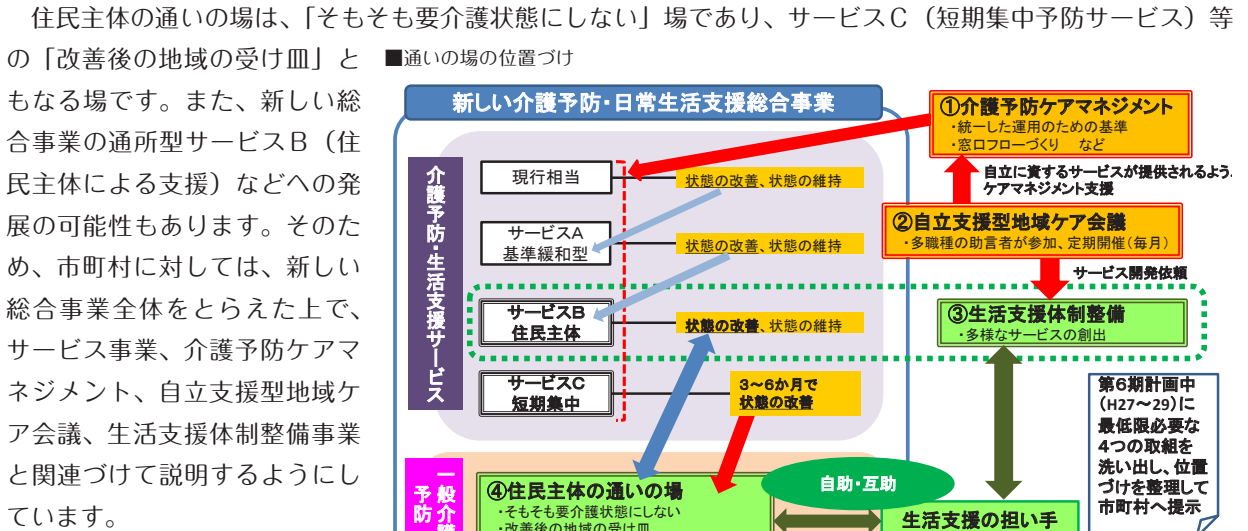 住民主体の通いの場は、「そもそも要介護状態にしない」場であり、サービスＣ（短期集中予防サービス）等
の「改善後の地域の受け皿」と
もなる場です。また、新しい総
合事業の通所型サービスＢ（住
民主体による支援）などへの発
展の可能性もあります。そのた
め、市町村に対しては、新しい
総合事業全体をとらえた上で、
サービス事業、介護予防ケアマ
ネジメント、自立支援型地域ケ
ア会議、生活支援体制整備事業
と関連づけて説明するようにし
ています。
■通いの場の位置づけ
新しい介護予防・日常生活支援総合事業
介護予防・生活支援サービス
現行相当
状態の改善、状態の維持
サービスA
基準緩和型
状態の改善、状態の維持
サービスB
住民主体
状態の改善、状態の維持
サービスC
短期集中
3～6か月で
状態の改善
①介護予防ケアマネジメント
・統一した運用のための基準
・窓口フローづくり　など
自立に資するサービスが提供されるよう、
ケアマネジメント支援
②自立支援型地域ケア会議
・多職種の助言者が参加、定期開催（毎月）
サービス開発依頼
③生活支援体制整備
・多様なサービスの創出
第6期計画中
（H27～29）に
最低限必要な
4つの取組を
洗い出し、位置
づけを整理して
市町村へ提示
一般介護
予防
④住民主体の通いの場
・そもそも要介護状態にしない
・改善後の地域の受け皿
自助・互助
生活支援の担い手